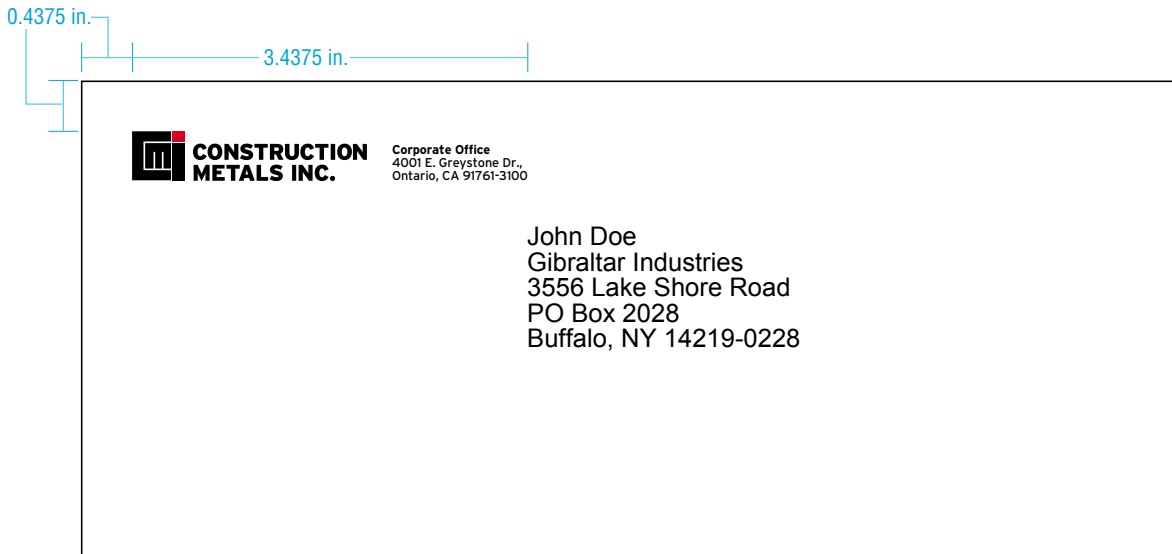 0.4375 in.
3.4375 in.
CONSTRUCTION
METALS INC.
Corporate Office
4001 E. Greystone Dr.,
Ontario, CA 91761-3100
John Doe
Gibraltar Industries
3556 Lake Shore Road
PO Box 2028
Buffalo, NY 14219-0228